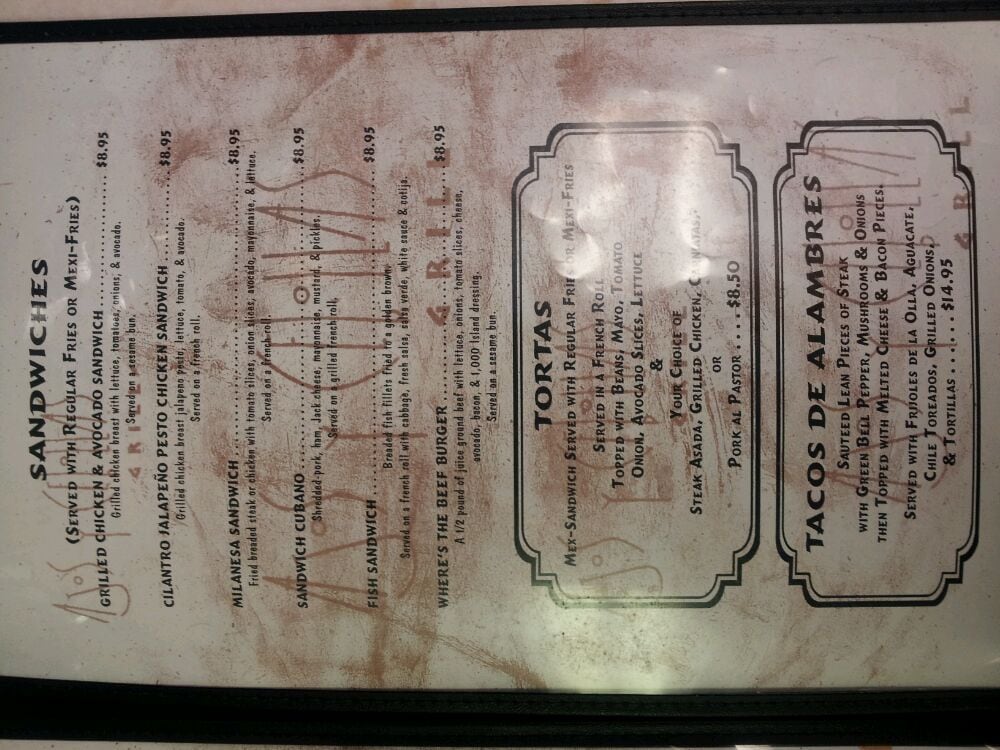 SANDWICHES
(SERVED WITH REGULAR FRIES OR MEXI-FRIES)
GRILLED CHICKEN & AVOCADO SANDWICH .................... $8.95
Grilled chicken breast with lettuce, tomatoes, onions, & avocado.
Served on a sesame bun.
CILANTRO JALAPEÑO PESTO CHICKEN SANDWICH .............. $8.95
Grilled chicken breast jalapeno pesto, lettuce, tomato, & avocado.
Served on a french roll.
MILANESA SANDWICH .................... $8.95
Fried breaded steak or chicken with tomato slices, onion slices, avocado, mayonnaise, & lettuce.
Served on a french roll.
SANDWICH CUBANO .................... $8.95
Shredded pork, ham, Jack cheese, mayonnaise, mustard, & pickles.
Served on a grilled french roll,
FISH SANDWICH .................... $8.95
Breaded fish fillets fried to a golden brown.
Served on a french roll with cabbage, fresh salsa, salsa verde, white sauce & cotija.
WHERE'S THE BEEF BURGER .................... $8.95
A 1/2 pound of juice ground beef with lettuce, onions, tomato slices, cheese,
avocado, bacon, & 1,000 Island dressing.
Served on a sesame bun.
TORTAS
MEX-SANDWICH SERVED WITH REGULAR FRIES OR MEXI-FRIES
SERVED IN A FRENCH ROLL
TOPPED WITH BEANS, MAYO, TOMATO
ONION, AVOCADO SLICES, LETTUCE
&
YOUR CHOICE OF
STEAK ASADA, GRILLED CHICKEN, CARNITAS,
OR
PORK AL PASTOR .... $8.50
TACOS DE ALAMBRES
SAUTEED LEAN PIECES OF STEAK
WITH GREEN BELL PEPPER, MUSHROOMS & ONIONS
THEN TOPPED WITH MELTED CHEESE & BACON PIECES.
SERVED WITH FRIJOLES DE LA OLLA, AGUACATE,
CHILE TOREADOS, GRILLED ONIONS,
& TORTILLAS ........ $14.95